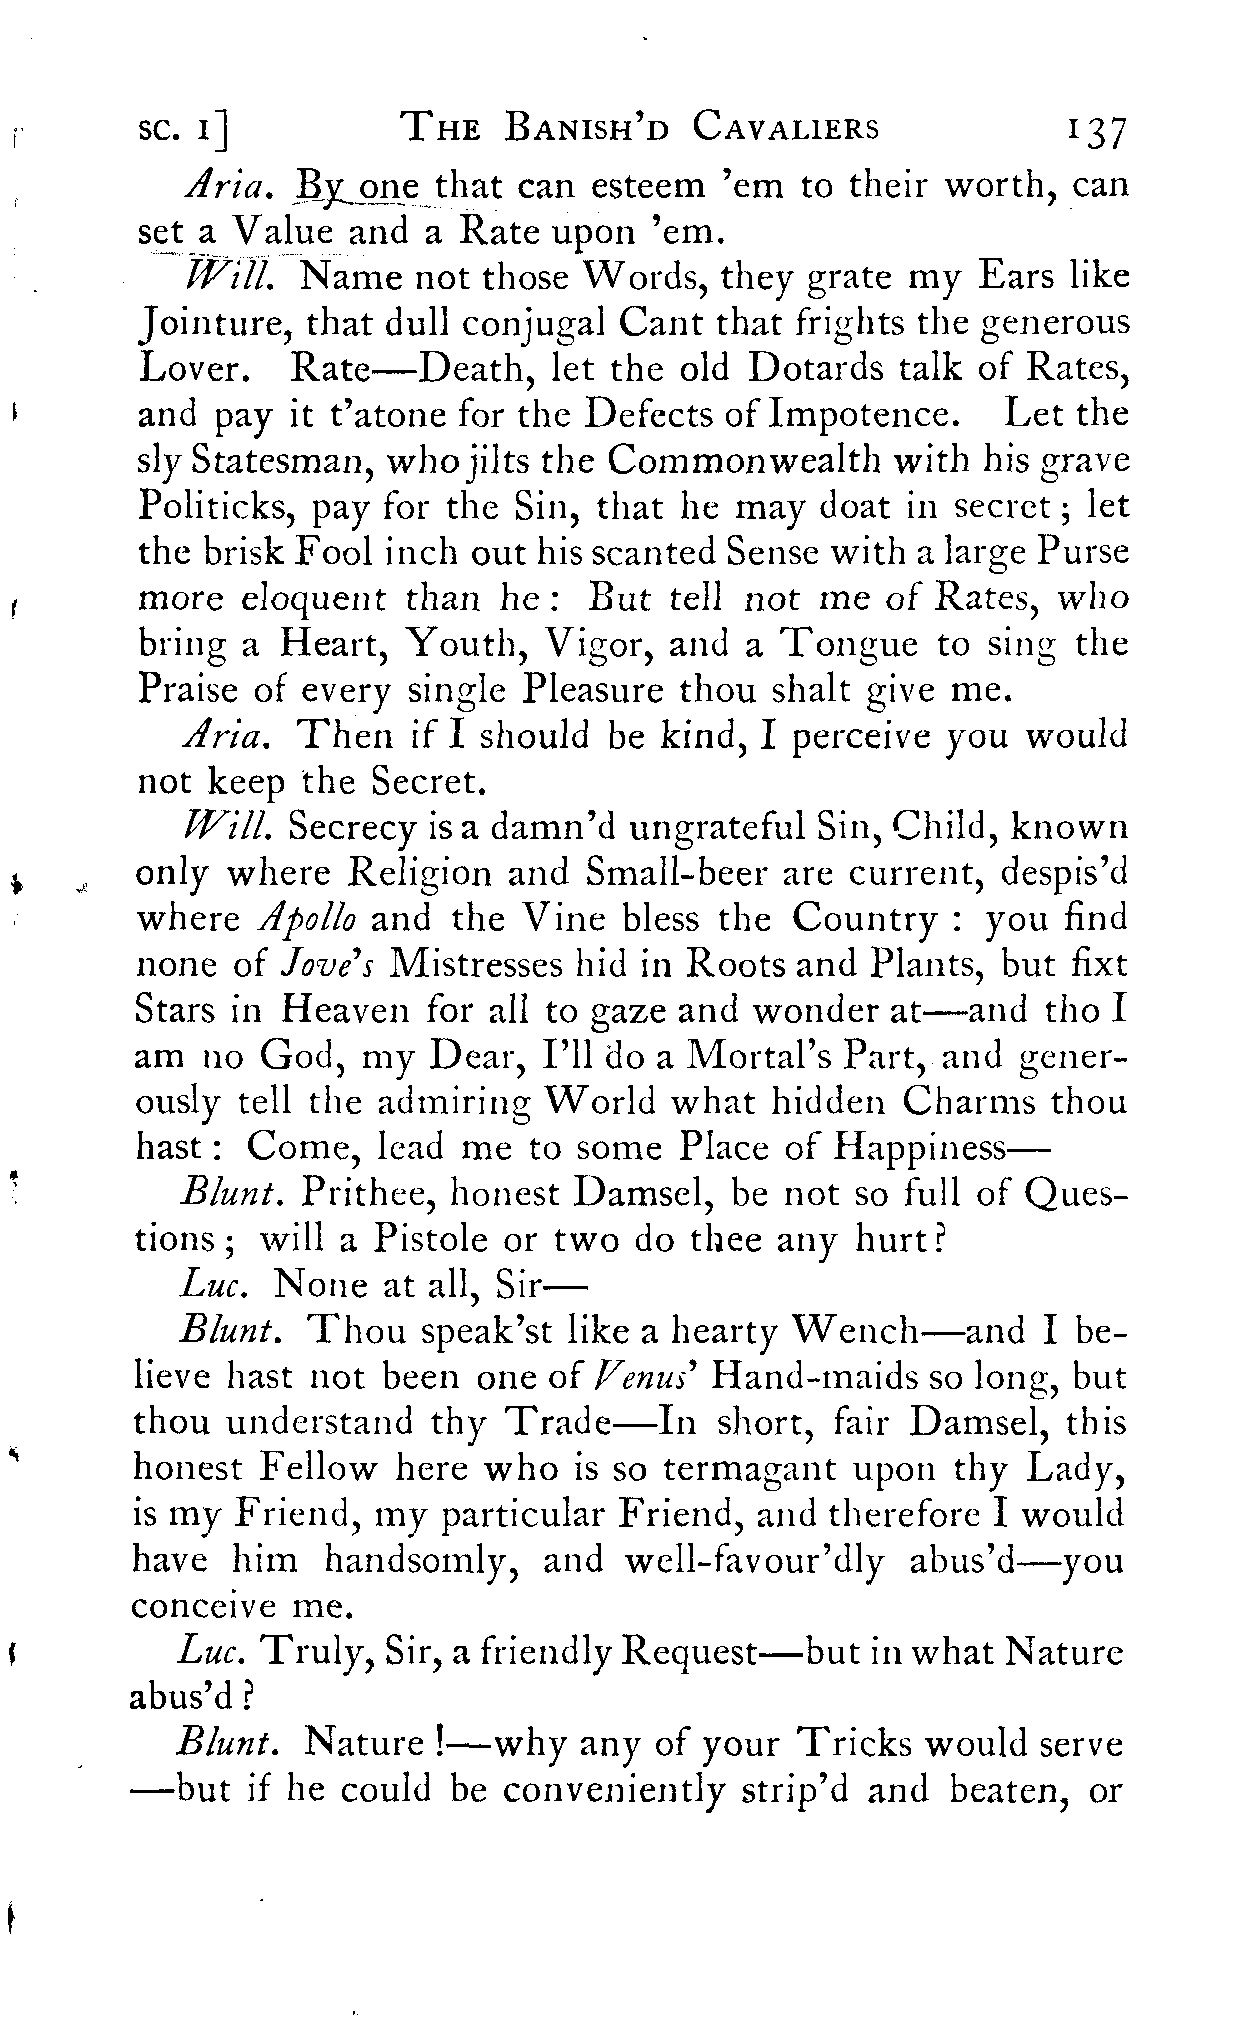 SC. I] THE BANISH'D CAVALIERS 137
Aria. By one that can esteem 'em to their worth, can
set a Value and a Rate upon 'em.
Will. Name not those Words, they grate my Ears like
Jointure, that dull conjugal Cant that frights the generous
Lover. Rate—Death, let the old Dotards talk of Rates,
and pay it t'atone for the Defects of Impotence. Let the
sly Statesman, who jilts the Commonwealth with his grave
Politicks, pay for the Sin, that he may doat in secret; let
the brisk Fool inch out his scanted Sense with a large Purse
more eloquent than he: But tell not me of Rates, who
bring a Heart, Youth, Vigor, and a Tongue to sing the
Praise of every single Pleasure thou shalt give me.
Aria. Then if I should be kind, I perceive you would
not keep the Secret.
Will. Secrecy is a damn'd ungrateful Sin, Child, known
only where Religion and Small-beer are current, despis'd
where Apollo and the Vine bless the Country: you find
none of Jove's Mistresses hid in Roots and Plants, but fixt
Stars in Heaven for all to gaze and wonder at—and tho I
am no God, my Dear, I'll do a Mortal's Part, and gener-
ously tell the admiring World what hidden Charms thou
hast: Come, lead me to some Place of Happiness—
Blunt. Prithee, honest Damsel, be not so full of Ques-
tions; will a Pistole or two do thee any hurt?
Luc. None at all, Sir—
Blunt. Thou speak'st like a hearty Wench—and I be-
lieve hast not been one of Venus' Hand-maids so long, but
thou understand thy Trade—In short, fair Damsel, this
honest Fellow here who is so termagant upon thy Lady,
is my Friend, my particular Friend, and therefore I would
have him handsomly, and well-favour'dly abus'd—you
conceive me.
Luc. Truly, Sir, a friendly Request—but in what Nature
abus'd?
Blunt. Nature!—why any of your Tricks would serve
—but if he could be conveniently strip'd and beaten, or